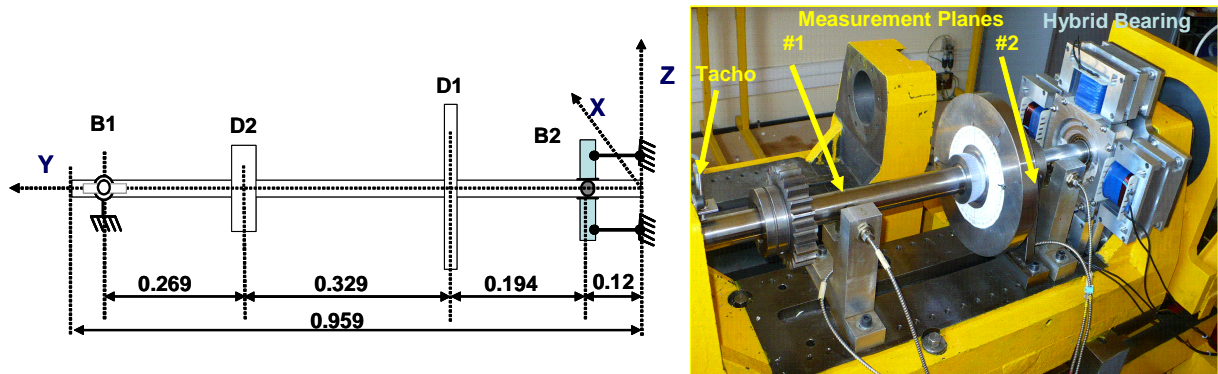 D1
Z
X
B1
D2
B2
Y
0.269
0.329
0.194
0.12
0.959
Measurement Planes
Hybrid Bearing
#1
#2
Tacho